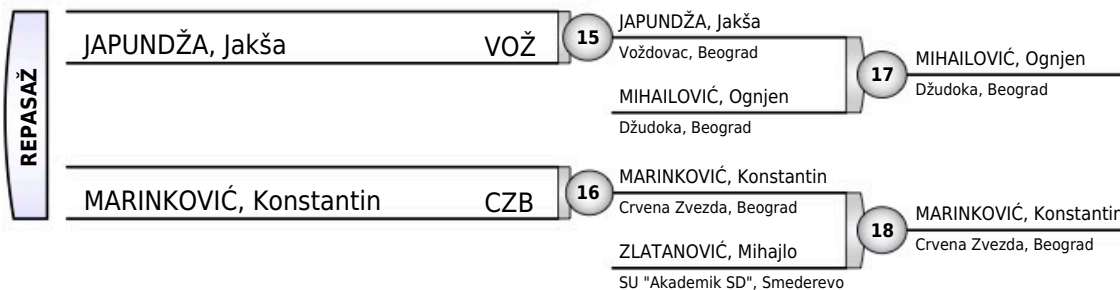 REPASAŽ
JAPUNDŽA, Jakša VOŽ
15
JAPUNDŽA, Jakša
Voždovac, Beograd
MIHAILOVIĆ, Ognjen
Džudoka, Beograd
17
MIHAILOVIĆ, Ognjen
Džudoka, Beograd
MARINKOVIĆ, Konstantin CZB
16
MARINKOVIĆ, Konstantin
Crvena Zvezda, Beograd
ZLATANOVIĆ, Mihajlo
SU "Akademik SD", Smederevo
18
MARINKOVIĆ, Konstantin
Crvena Zvezda, Beograd